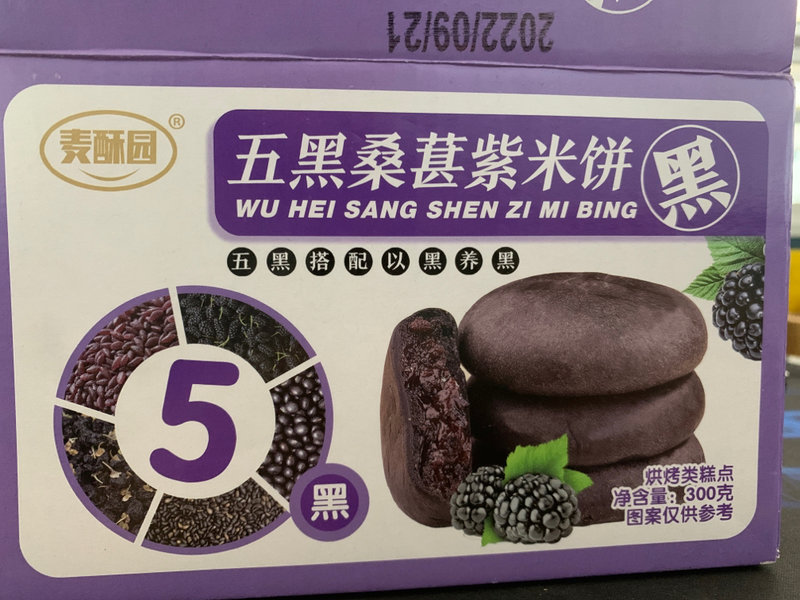 2022/09/21
麦酥园®
五黑桑葚紫米饼
黑
WU HEI SANG SHEN ZI MI BING
五黑搭配以黑养黑
5
黑
烘烤类糕点
净含量：300克
图案仅供参考